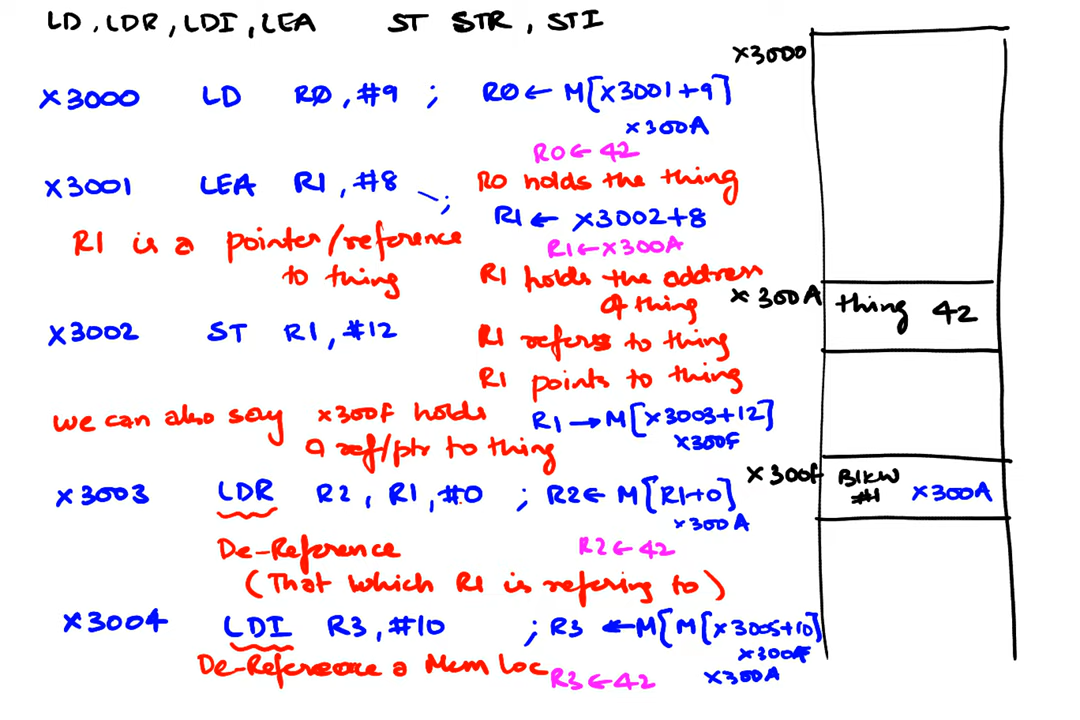 LD, LDR, LDI, LEA ST STR, STI
x3000
x3000 LD R0, #9 ; R0 ← M[x3001+9]
x300A
R0 ← 42
x3001 LEA R1, #8 ; R0 holds the thing
R1 ← x3002+8
R1 is a pointer/reference
to thing
R1 ← x300A
R1 holds the address
of thing
x300A thing 42
x3002 ST R1, #12
R1 refers to thing
R1 points to thing
we can also say x300F holds
a ref/ptr to thing
R1 → M[x3003+12]
x300F
x300F BlKW
#1 x300A
x3003 LDR R2, R1, #0 ; R2 ← M[R1+0]
x300A
De-Reference
R2 ← 42
(That which R1 is refering to)
x3004 LDI R3, #10 ; R3 ← M[M[x3005+10]
x300F
De-Reference a Mem Loc
x300A
R3 ← 42